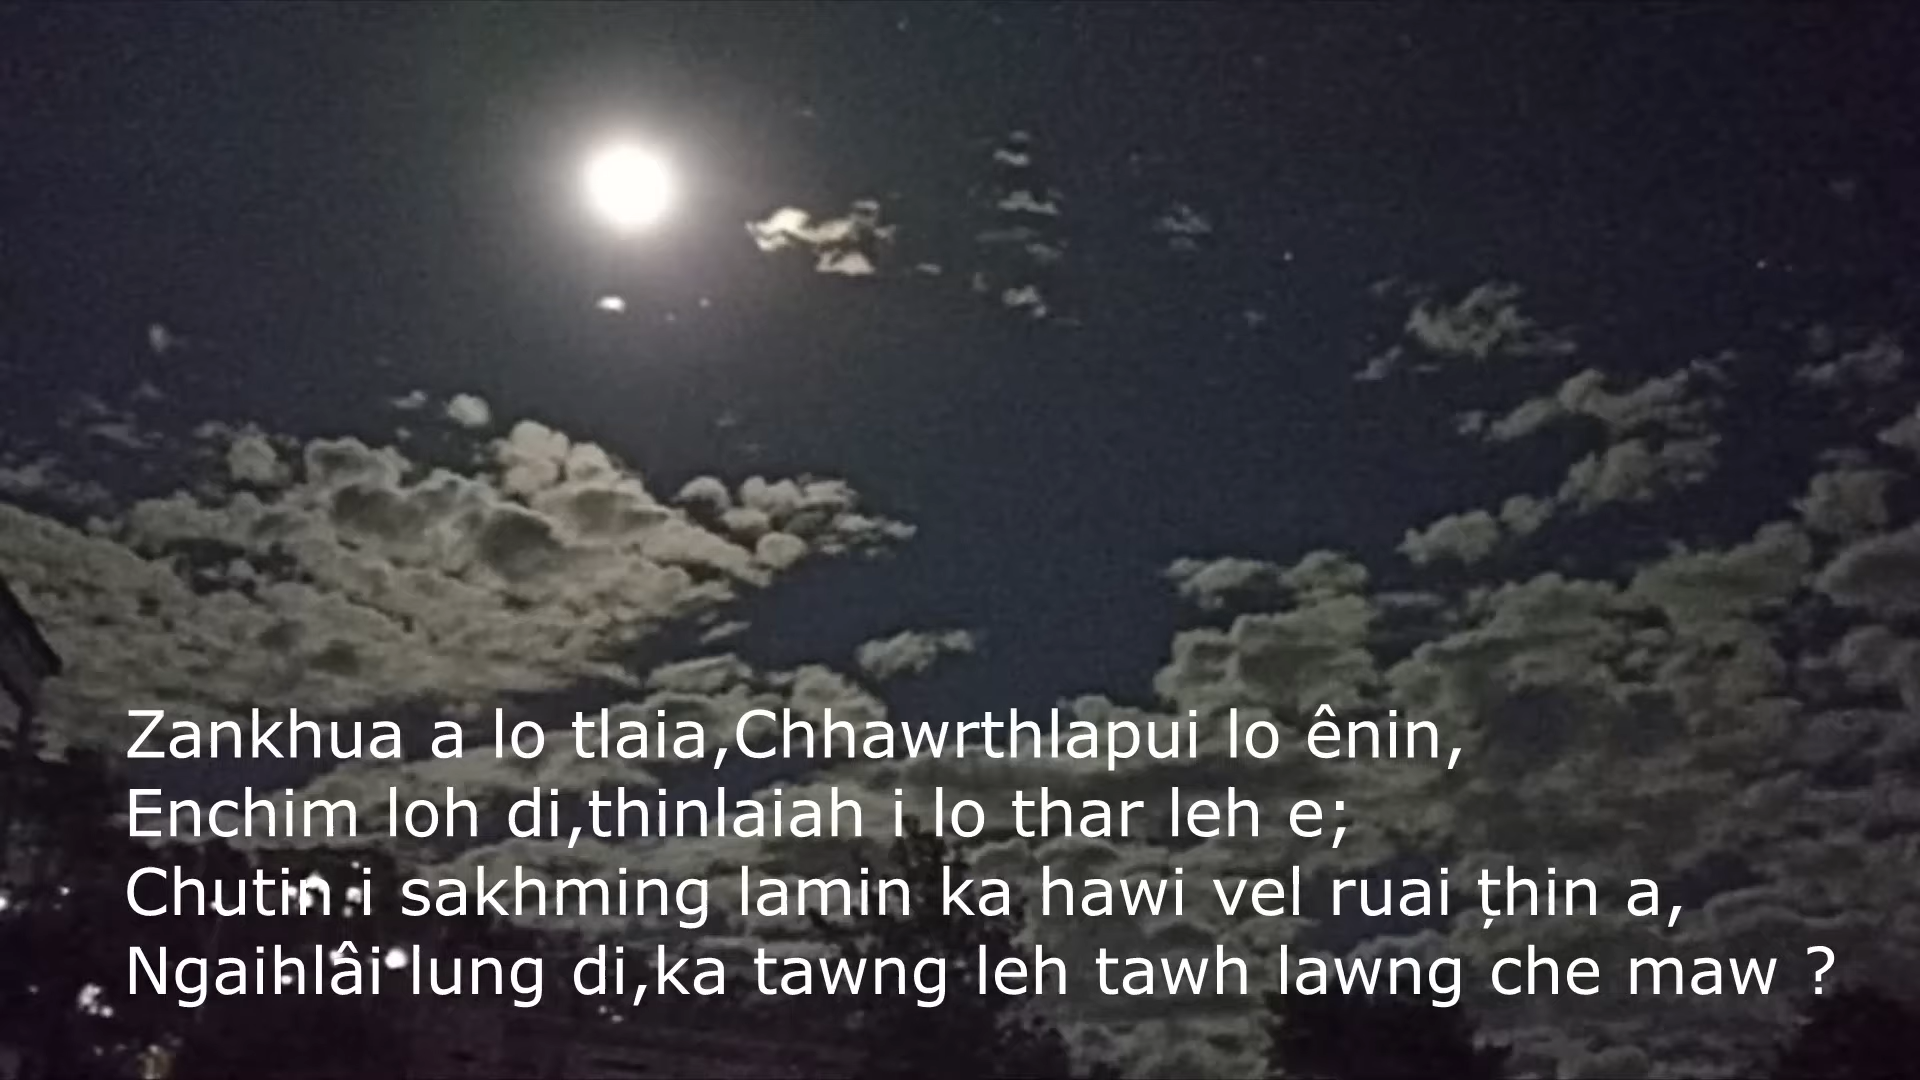 Zankhua a lo tlaia,Chhawrthlapui lo ênin,
Enchim loh di,thinlaiah i lo thar leh e;
Chutin i sakhming lamin ka hawi vel ruai ṭhin a,
Ngaihlâi lung di,ka tawng leh tawh lawng che maw ?